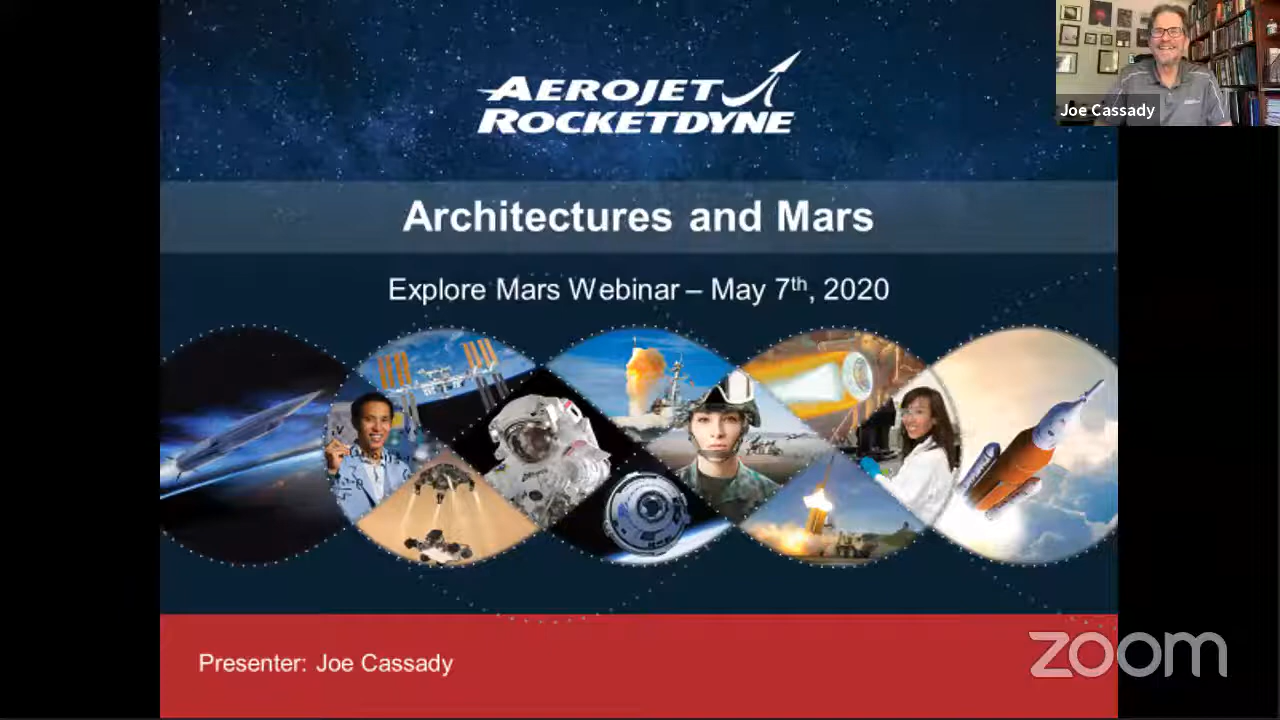 AEROJET
ROCKETDYNE
Joe Cassady
Architectures and Mars
Explore Mars Webinar – May 7th, 2020
Presenter: Joe Cassady
zoom